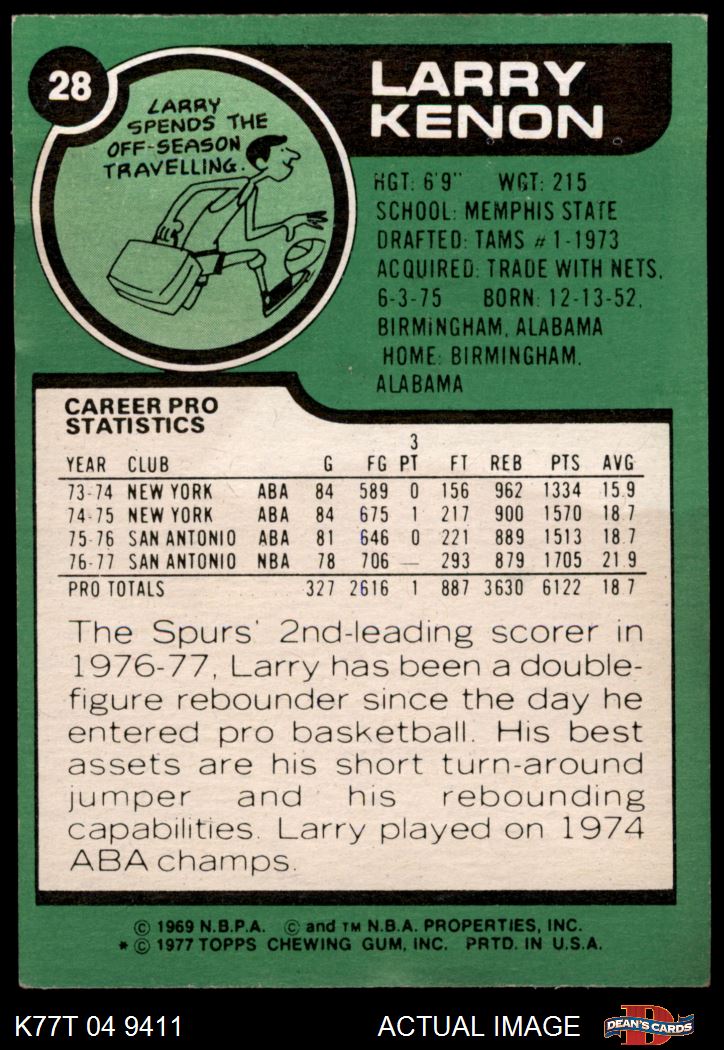 28
LARRY
KENON
LARRY
SPENDS THE
OFF-SEASON
TRAVELLING.
HGT: 6'9" WGT: 215
SCHOOL: MEMPHIS STATE
DRAFTED: TAMS #1-1973
ACQUIRED: TRADE WITH NETS,
6-3-75 BORN: 12-13-52,
BIRMINGHAM, ALABAMA
HOME: BIRMINGHAM,
ALABAMA
CAREER PRO
STATISTICS
YEAR CLUB G FG 3 PT FT REB PTS AVG
73-74 NEW YORK ABA 84 589 0 156 962 1334 15.9
74-75 NEW YORK ABA 84 675 1 217 900 1570 18.7
75-76 SAN ANTONIO ABA 81 646 0 221 889 1513 18.7
76-77 SAN ANTONIO NBA 78 706 — 293 879 1705 21.9
PRO TOTALS 327 2616 1 887 3630 6122 18.7
The Spurs' 2nd-leading scorer in
1976-77, Larry has been a double-
figure rebounder since the day he
entered pro basketball. His best
assets are his short turn-around
jumper and his rebounding
capabilities. Larry played on 1974
ABA champs.
© 1969 N.B.P.A. © and TM N.B.A. PROPERTIES, INC.
* © 1977 TOPPS CHEWING GUM, INC. PRTD. IN U.S.A.
K77T 04 9411 ACTUAL IMAGE D DEAN'S CARDS